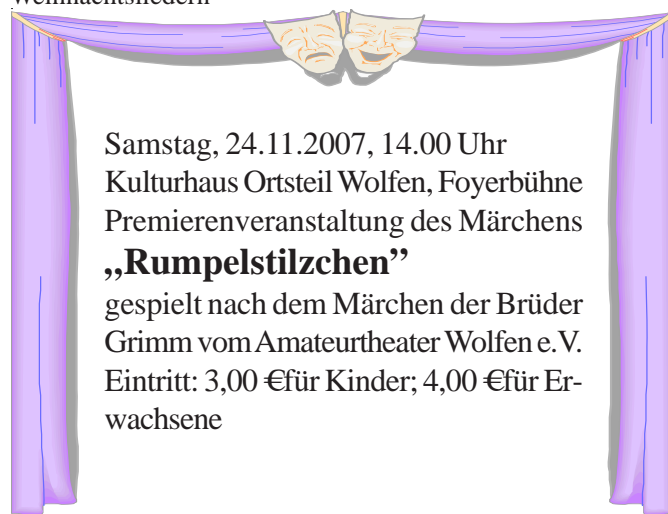 Weihnachtsliedern
Samstag, 24.11.2007, 14.00 Uhr
Kulturhaus Ortsteil Wolfen, Foyerbühne
Premierenveranstaltung des Märchens
„Rumpelstilzchen”
gespielt nach dem Märchen der Brüder
Grimm vom Amateurtheater Wolfen e.V.
Eintritt: 3,00 €für Kinder; 4,00 €für Er-
wachsene